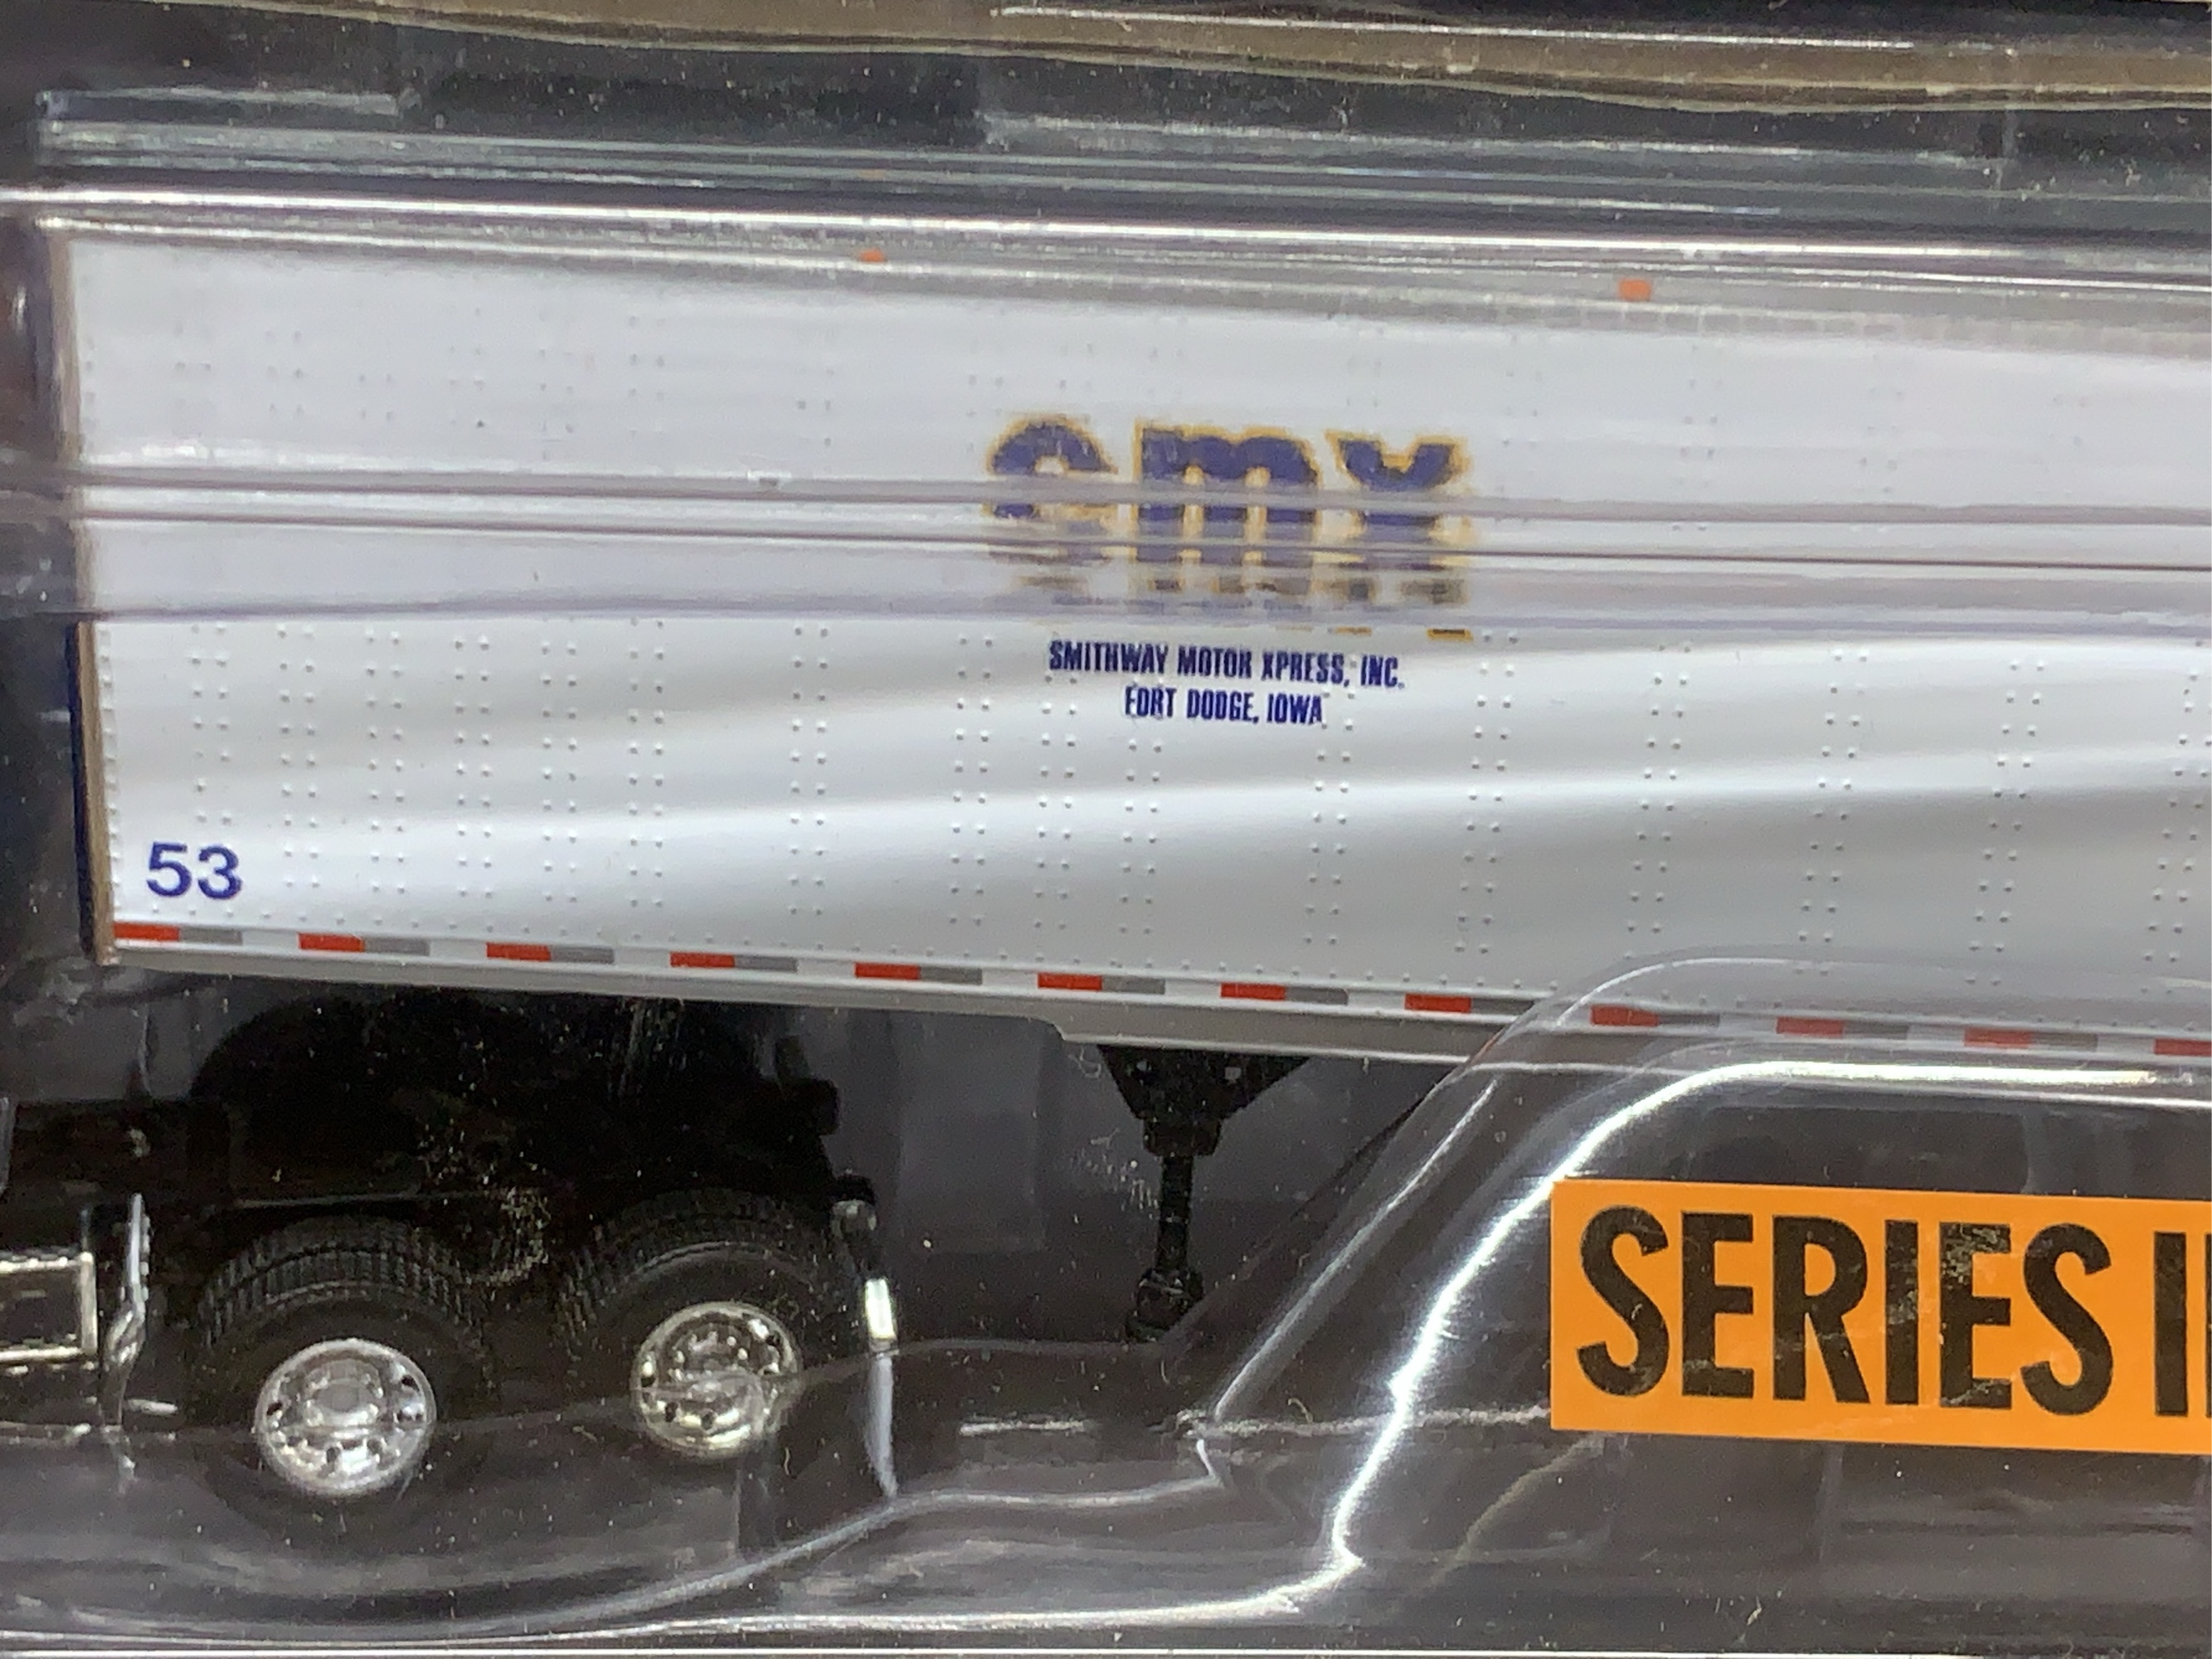 smx
SMITHWAY MOTOR XPRESS, INC.
FORT DODGE, IOWA
53
SERIES